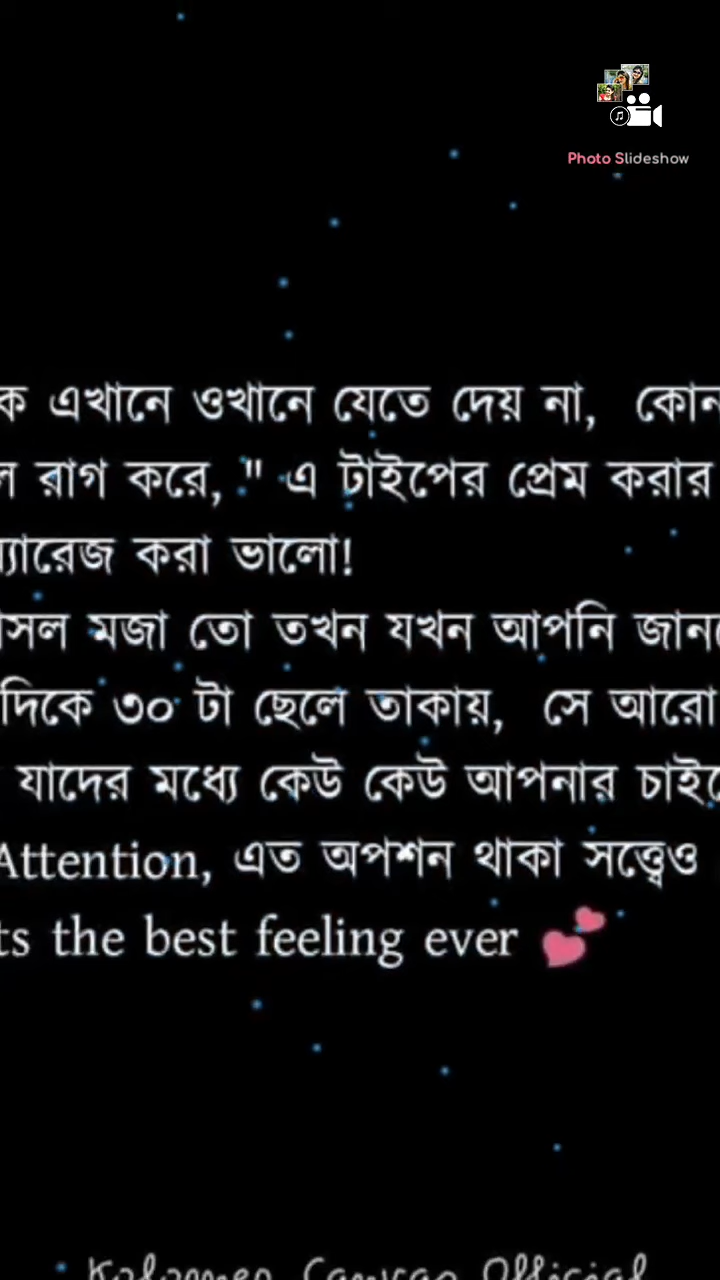 Photo Slideshow
ক এখানে ওখানে যেতে দেয় না, কোন
ল রাগ করে, " এ টাইপের প্রেম করার
্যারেজ করা ভালো!
াসল মজা তো তখন যখন আপনি জান
দিকে ৩০ টা ছেলে তাকায়, সে আরো
যাদের মধ্যে কেউ কেউ আপনার চাইে
Attention, এত অপশন থাকা সত্ত্বেও
ts the best feeling ever 💕
Official